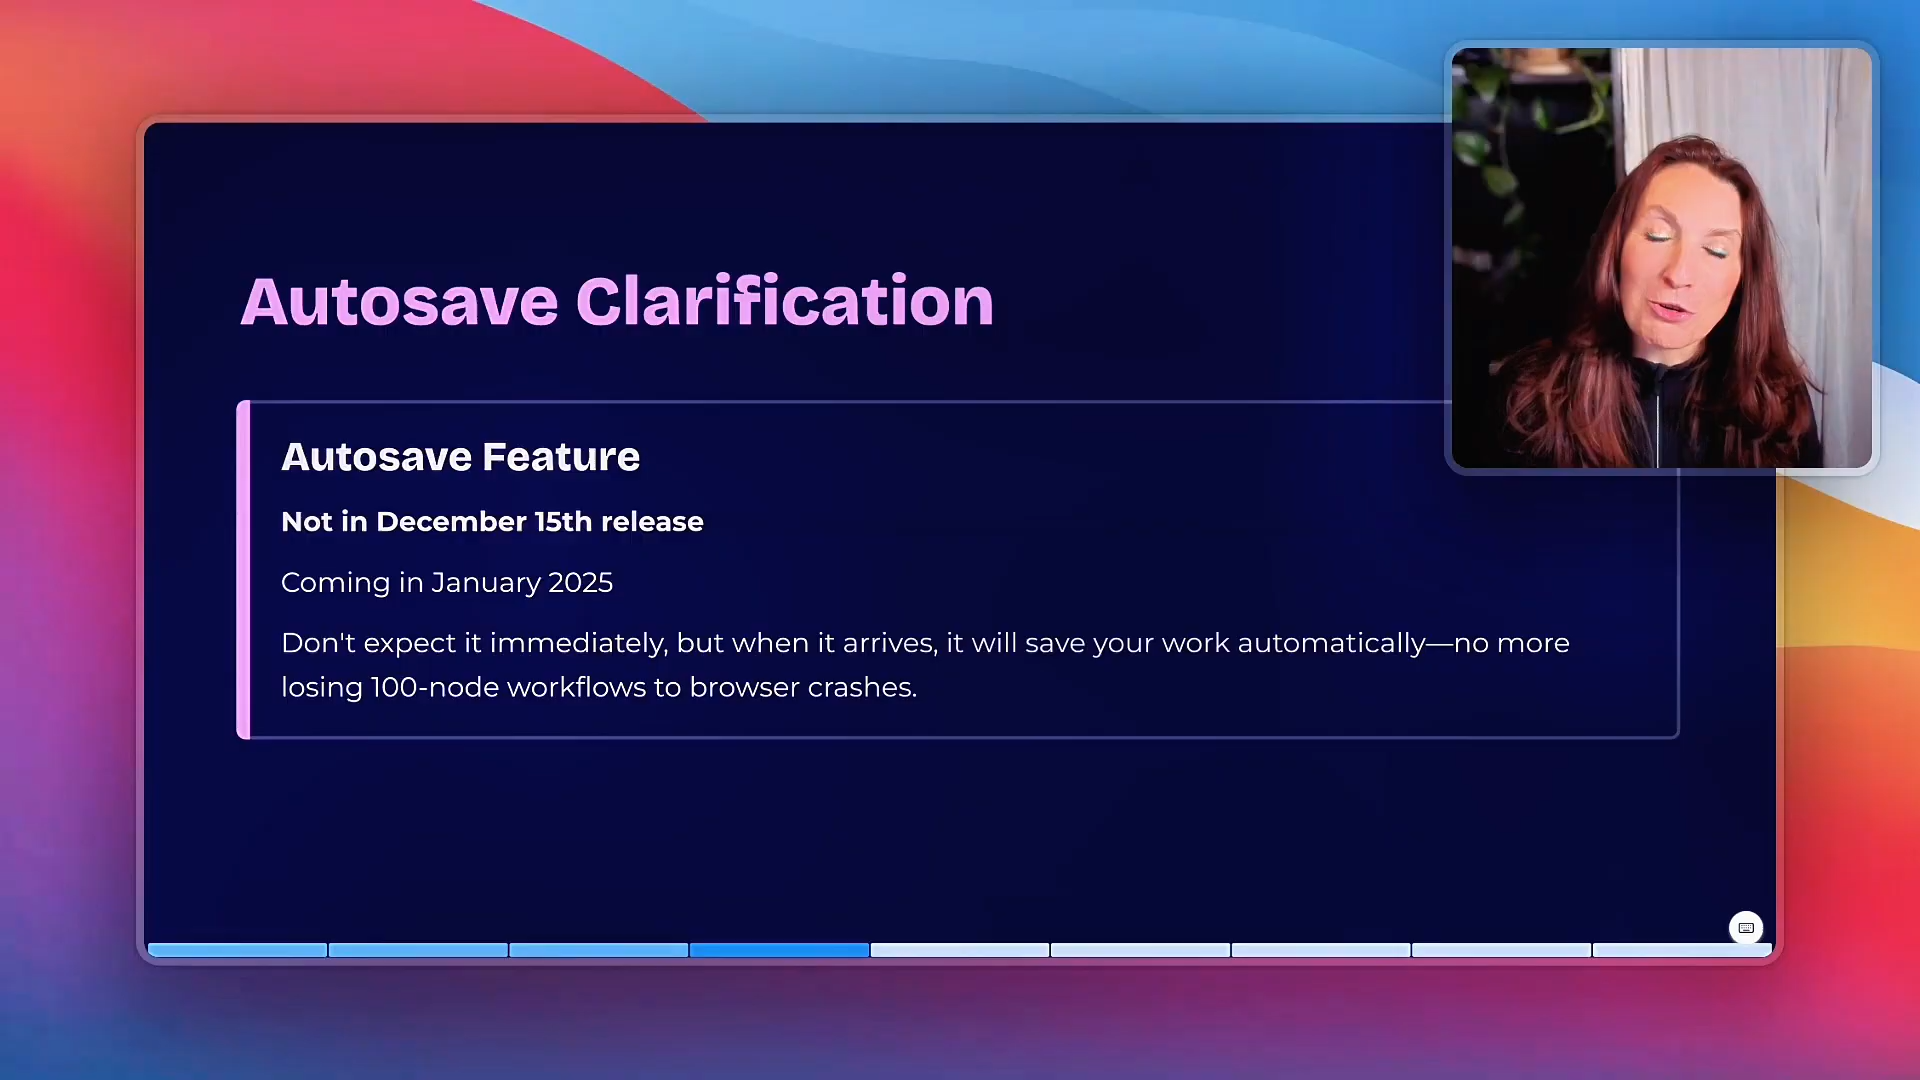 Autosave Clarification
Autosave Feature
Not in December 15th release
Coming in January 2025
Don't expect it immediately, but when it arrives, it will save your work automatically—no more
losing 100-node workflows to browser crashes.